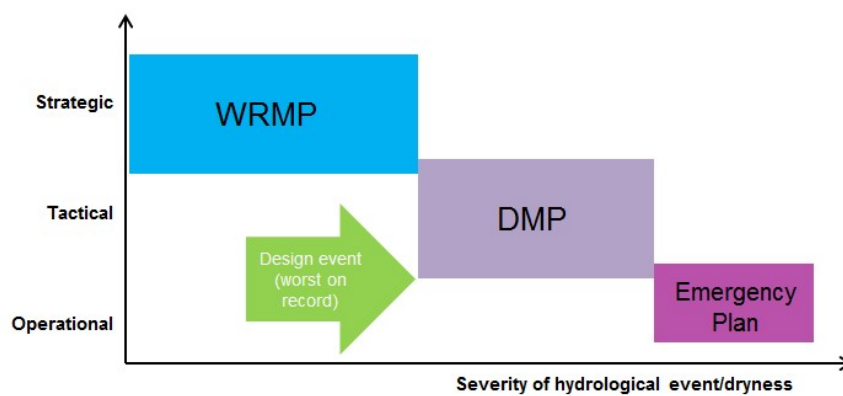 Strategic
WRMP
Tactical
DMP
Design event
(worst on
record)
Operational
Emergency
Plan
Severity of hydrological event/dryness